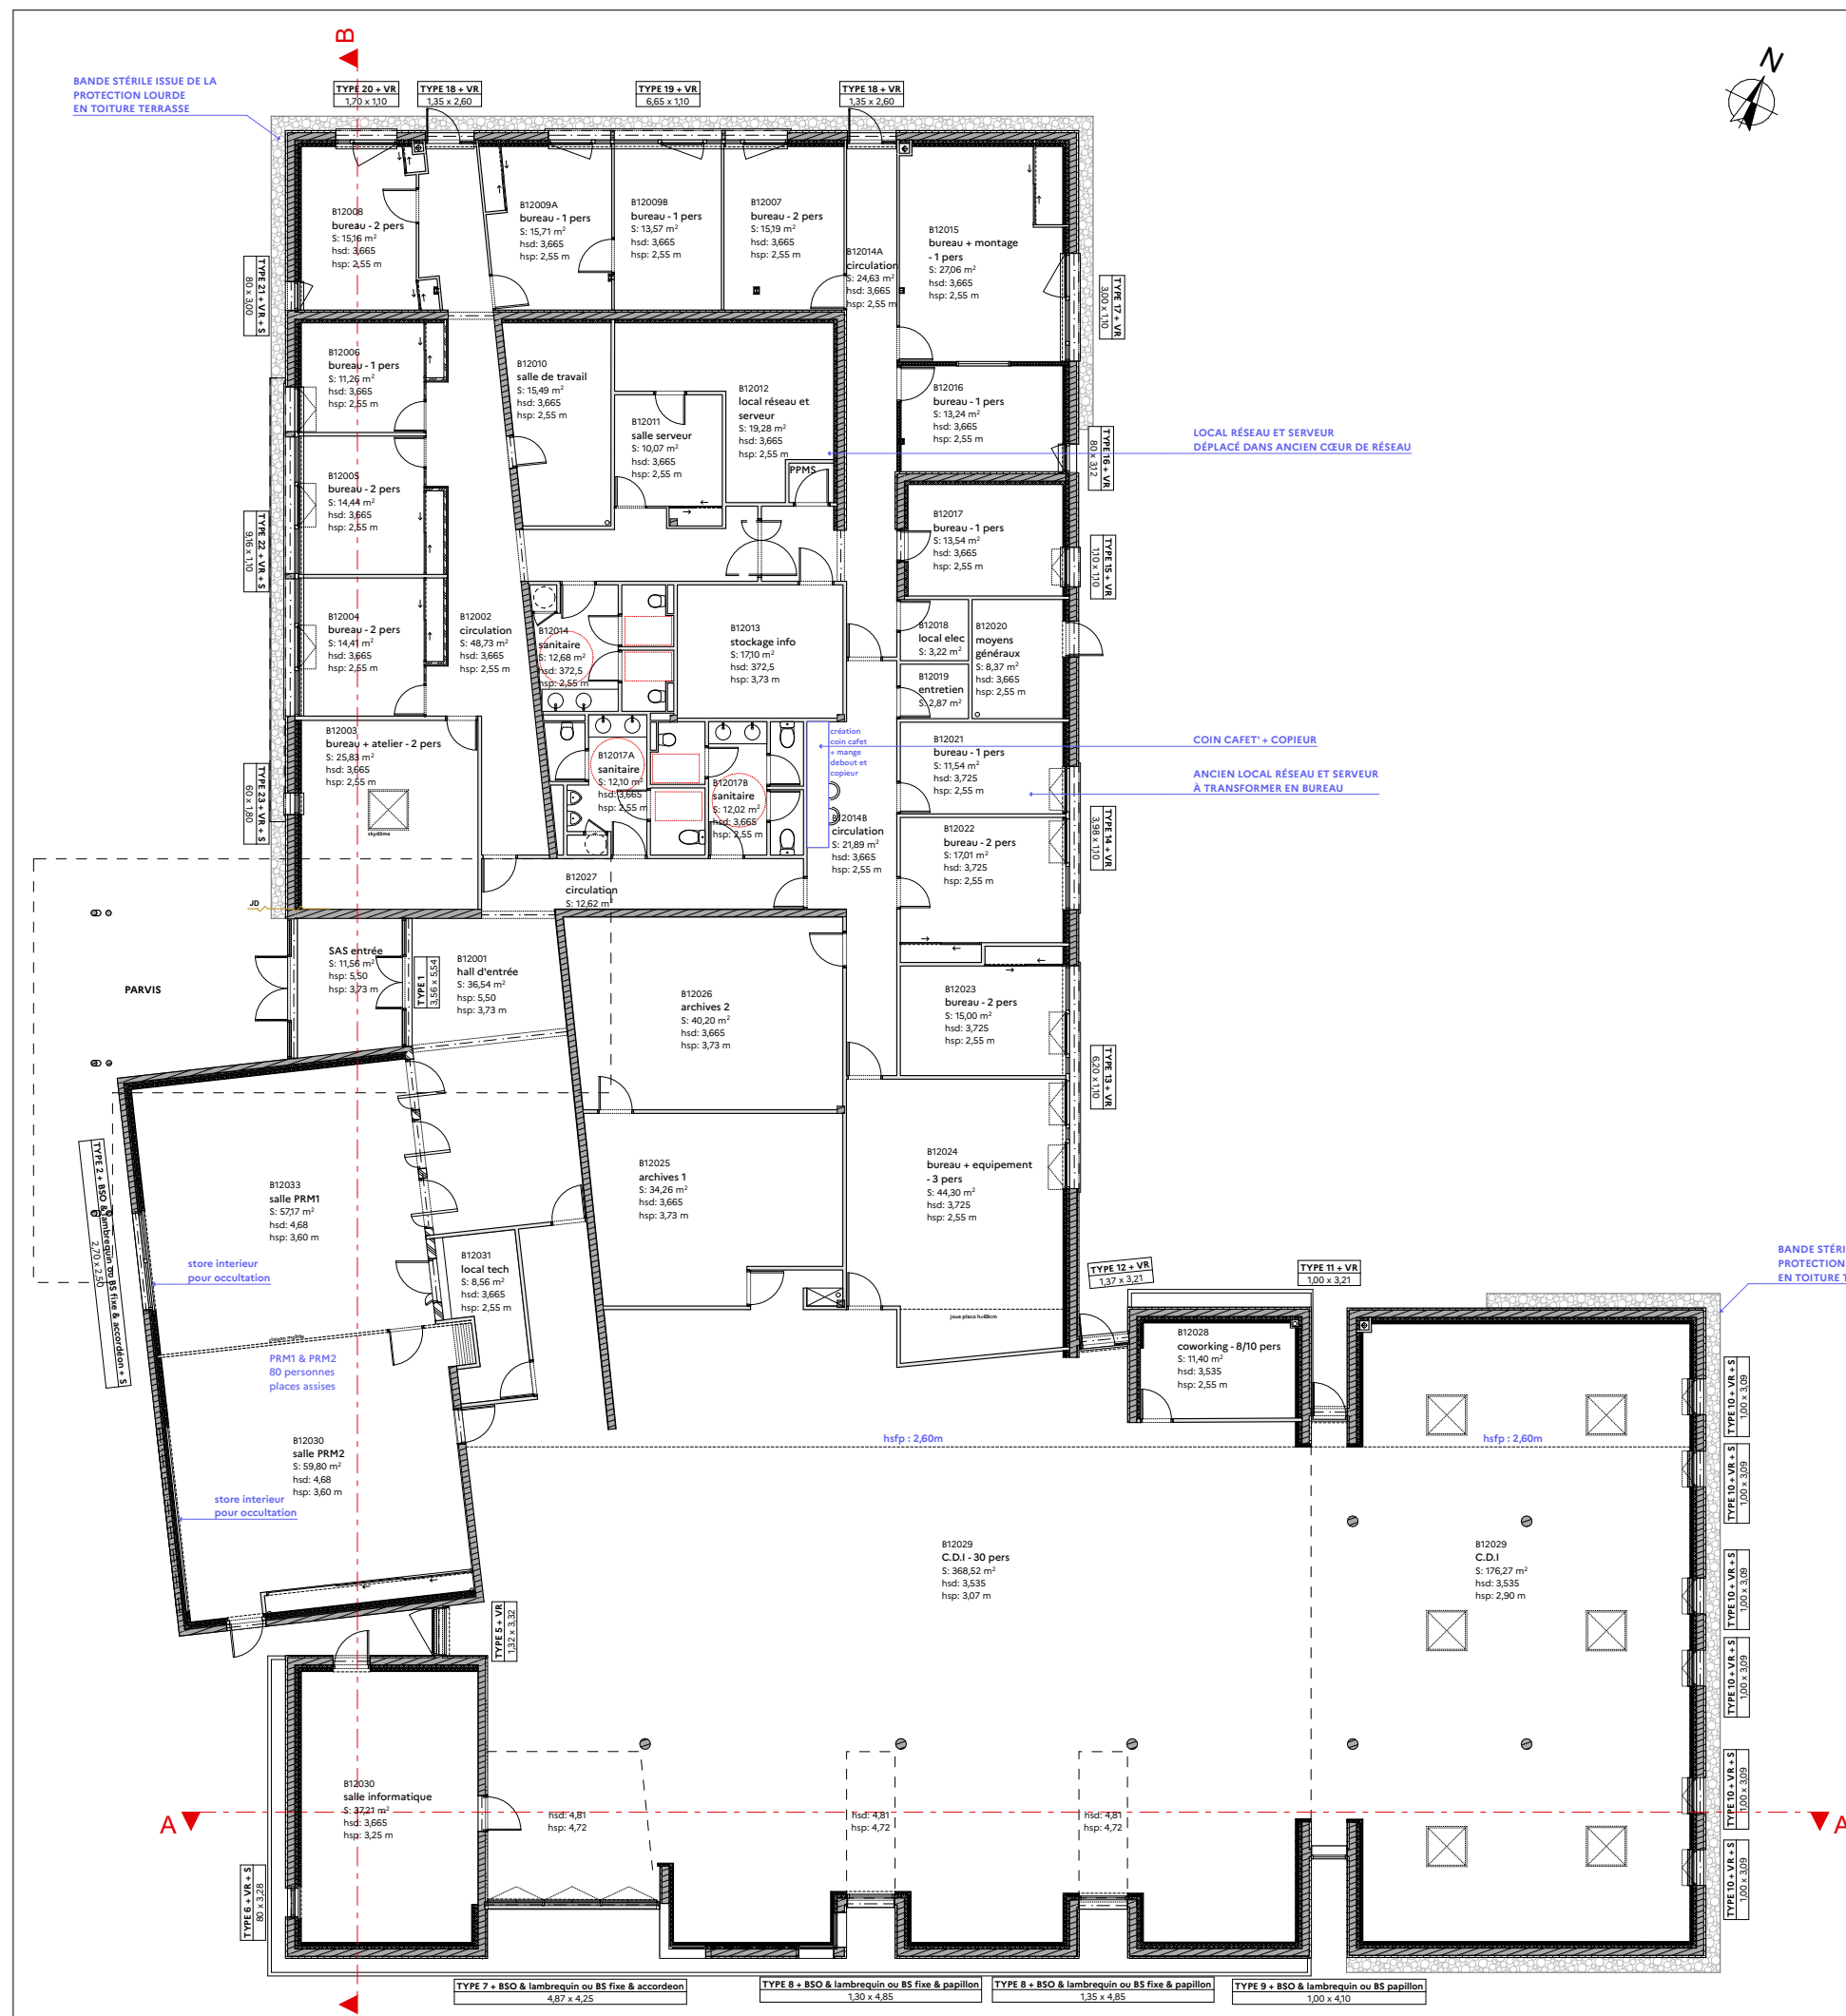 B
N
BANDE STÉRILE ISSUE DE LA
PROTECTION LOURDE
EN TOITURE TERRASSE
TYPE 20 + VR
1,70 x 1,10
TYPE 18 + VR
1,35 x 2,60
TYPE 19 + VR
6,65 x 1,10
TYPE 18 + VR
1,35 x 2,60
B12008
bureau - 2 pers
S: 15,16 m²
hsd: 3,665
hsp: 2,55 m
B12009A
bureau - 1 pers
S: 15,71 m²
hsd: 3,665
hsp: 2,55 m
B12009B
bureau - 1 pers
S: 13,57 m²
hsd: 3,665
hsp: 2,55 m
B12007
bureau - 2 pers
S: 15,19 m²
hsd: 3,665
hsp: 2,55 m
B12014A
circulation
S: 24,63 m²
hsd: 3,665
hsp: 2,55 m
B12015
bureau + montage
- 1 pers
S: 27,06 m²
hsd: 3,665
hsp: 2,55 m
TYPE 21 + VR + S
80 x 3,00
TYPE 17 + VR
3,00 x 1,10
B12006
bureau - 1 pers
S: 11,26 m²
hsd: 3,665
hsp: 2,55 m
B12010
salle de travail
S: 15,49 m²
hsd: 3,665
hsp: 2,55 m
B12011
salle serveur
S: 10,07 m²
hsd: 3,665
hsp: 2,55 m
B12012
local réseau et
serveur
S: 19,28 m²
hsd: 3,665
hsp: 2,55 m
PPMS
B12016
bureau - 1 pers
S: 13,24 m²
hsd: 3,665
hsp: 2,55 m
TYPE 16 + VR
80 x 3,12
LOCAL RÉSEAU ET SERVEUR
DÉPLACÉ DANS ANCIEN CŒUR DE RÉSEAU
B12005
bureau - 2 pers
S: 14,44 m²
hsd: 3,665
hsp: 2,55 m
TYPE 22 + VR + S
9,16 x 1,10
B12017
bureau - 1 pers
S: 13,54 m²
hsd: 3,665
hsp: 2,55 m
TYPE 15 + VR
1,10 x 1,10
B12004
bureau - 2 pers
S: 14,41 m²
hsd: 3,665
hsp: 2,55 m
B12002
circulation
S: 48,73 m²
hsd: 3,665
hsp: 2,55 m
B12014
sanitaire
S: 12,68 m²
hsd: 372,5
hsp: 2,55 m
B12013
stockage info
S: 17,10 m²
hsd: 372,5
hsp: 3,73 m
B12018
local elec
S: 3,22 m²
B12020
moyens
généraux
S: 8,37 m²
hsd: 3,665
hsp: 2,55 m
B12019
entretien
S: 2,87 m²
B12003
bureau + atelier - 2 pers
S: 25,83 m²
hsd: 3,665
hsp: 2,55 m
skydôme
TYPE 23 + VR + S
60 x 1,80
B12017A
sanitaire
S: 12,10 m²
hsd: 3,665
hsp: 2,55 m
B12017B
sanitaire
S: 12,02 m²
hsd: 3,665
hsp: 2,55 m
création
coin cafet
+ mange
debout et
copieur
COIN CAFET' + COPIEUR
B12021
bureau - 1 pers
S: 11,54 m²
hsd: 3,725
hsp: 2,55 m
ANCIEN LOCAL RÉSEAU ET SERVEUR
À TRANSFORMER EN BUREAU
B12014B
circulation
S: 21,89 m²
hsd: 3,665
hsp: 2,55 m
B12022
bureau - 2 pers
S: 17,01 m²
hsd: 3,725
hsp: 2,55 m
TYPE 14 + VR
3,98 x 1,10
B12027
circulation
S: 12,62 m²
JD
PARVIS
SAS entrée
S: 11,56 m²
hsp: 5,50
hsp: 3,73 m
TYPE 1
3,56 x 5,54
B12001
hall d'entrée
S: 36,54 m²
hsp: 5,50
hsp: 3,73 m
B12026
archives 2
S: 40,20 m²
hsd: 3,665
hsp: 3,73 m
B12023
bureau - 2 pers
S: 15,00 m²
hsd: 3,725
hsp: 2,55 m
TYPE 13 + VR
6,20 x 1,10
TYPE 2 + BSO & lambrequin ou BS fixe & accordéon + S
2,70 x 2,50
B12033
salle PRM1
S: 57,17 m²
hsd: 4,68
hsp: 3,60 m
B12025
archives 1
S: 34,26 m²
hsd: 3,665
hsp: 3,73 m
B12024
bureau + equipement
- 3 pers
S: 44,30 m²
hsd: 3,725
hsp: 2,55 m
store interieur
pour occultation
B12031
local tech
S: 8,56 m²
hsd: 3,665
hsp: 2,55 m
TYPE 12 + VR
1,37 x 3,21
TYPE 11 + VR
1,00 x 3,21
BANDE STÉRI
PROTECTION
EN TOITURE T
joue placo h=69cm
cloison mobile
PRM1 & PRM2
80 personnes
places assises
B12028
coworking - 8/10 pers
S: 11,40 m²
hsd: 3,535
hsp: 2,55 m
TYPE 10 + VR + S
1,00 x 3,09
B12030
salle PRM2
S: 59,80 m²
hsd: 4,68
hsp: 3,60 m
hsfp : 2,60m
hsfp : 2,60m
TYPE 10 + VR + S
1,00 x 3,09
store interieur
pour occultation
B12029
C.D.I - 30 pers
S: 368,52 m²
hsd: 3,535
hsp: 3,07 m
B12029
C.D.I
S: 176,27 m²
hsd: 3,535
hsp: 2,90 m
TYPE 10 + VR + S
1,00 x 3,09
TYPE 5 + VR
1,32 x 3,32
TYPE 10 + VR + S
1,00 x 3,09
B12030
salle informatique
S: 37,21 m²
hsd: 3,665
hsp: 3,25 m
TYPE 10 + VR + S
1,00 x 3,09
A
hsd: 4,81
hsp: 4,72
hsd: 4,81
hsp: 4,72
hsd: 4,81
hsp: 4,72
A
TYPE 6 + VR + S
80 x 3,28
TYPE 10 + VR + S
1,00 x 3,09
TYPE 7 + BSO & lambrequin ou BS fixe & accordeon
4,87 x 4,25
TYPE 8 + BSO & lambrequin ou BS fixe & papillon
1,30 x 4,85
TYPE 8 + BSO & lambrequin ou BS fixe & papillon
1,35 x 4,85
TYPE 9 + BSO & lambrequin ou BS papillon
1,00 x 4,10